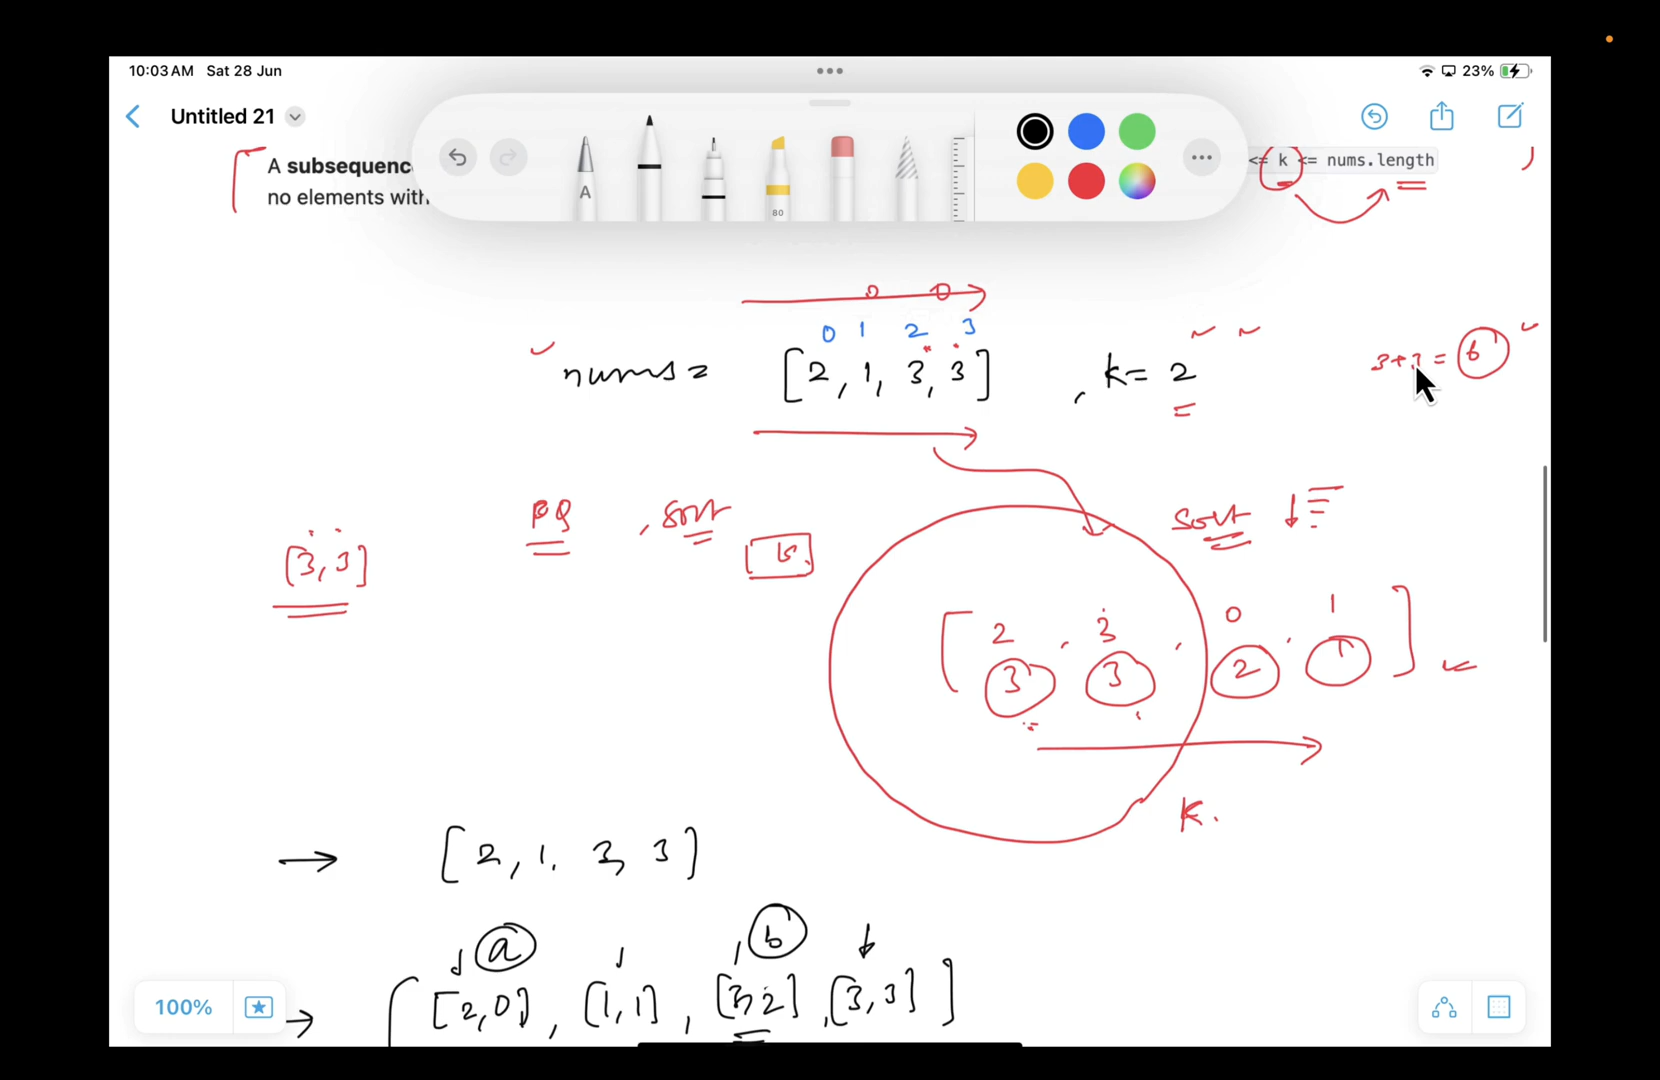 10:03 AM Sat 28 Jun
23%
Untitled 21
A
80
A subsequenc
no elements with
<= k <= nums.length
0 1 2 3
nums = [2, 1, 3, 3] , k = 2
3+3 = 6
PQ , sort
sort
[3, 3]
k
2 , 3 , 0 , 1
[ 3 3 2 1 ]
k.
→ [2, 1, 3, 3]
a , b
→ [ [2,0] , [1,1] , [3,2] , [3,3] ]
100%